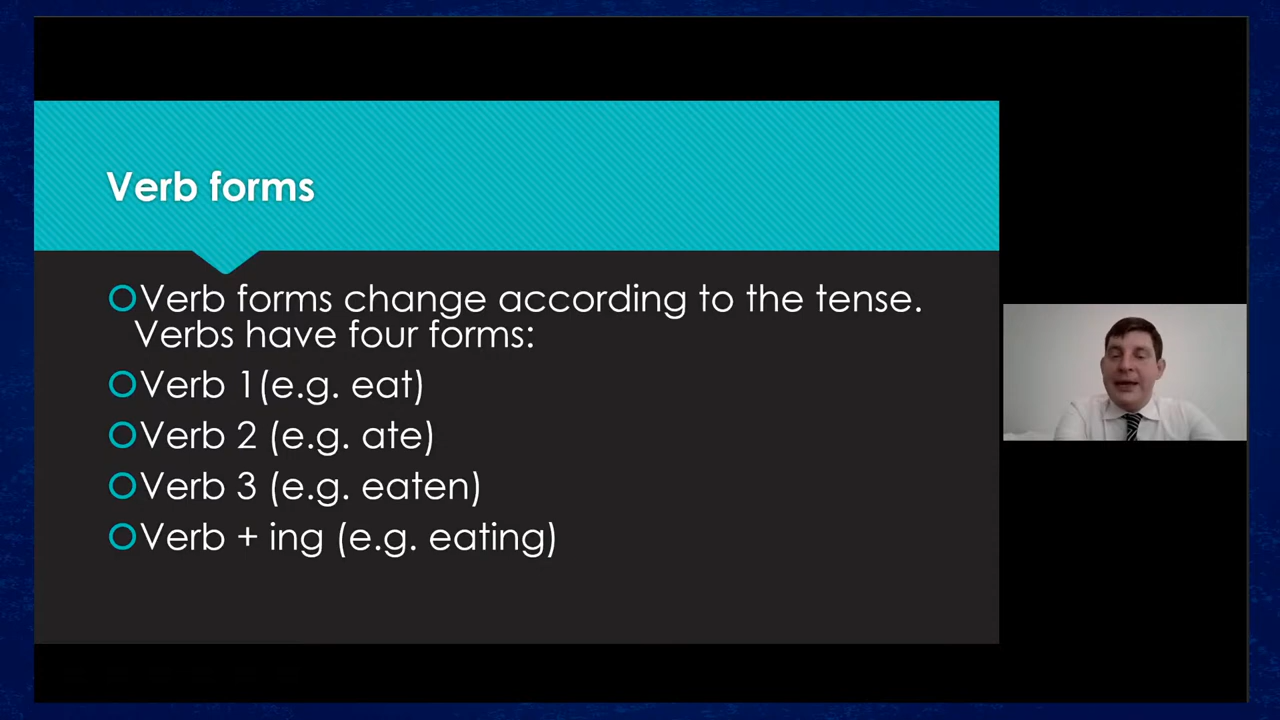 Verb forms
Verb forms change according to the tense.
Verbs have four forms:
Verb 1(e.g. eat)
Verb 2 (e.g. ate)
Verb 3 (e.g. eaten)
Verb + ing (e.g. eating)